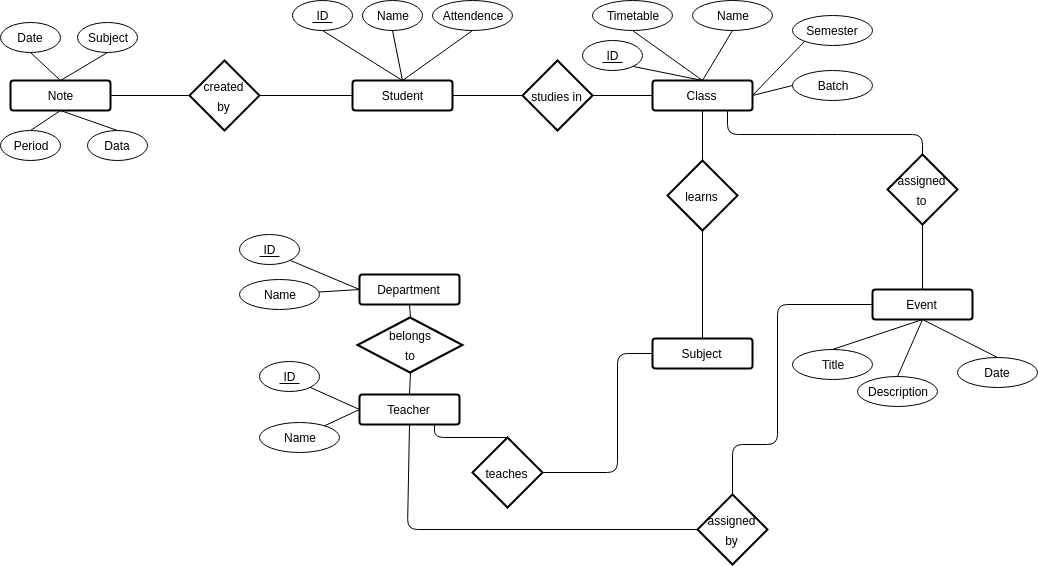 ID
Name
Attendence
Timetable
Name
Semester
Date
Subject
ID
Batch
Note
created
by
Student
studies in
Class
Period
Data
learns
assigned
to
ID
Name
Department
belongs
to
Event
Subject
Title
Description
Date
ID
Teacher
Name
teaches
assigned
by